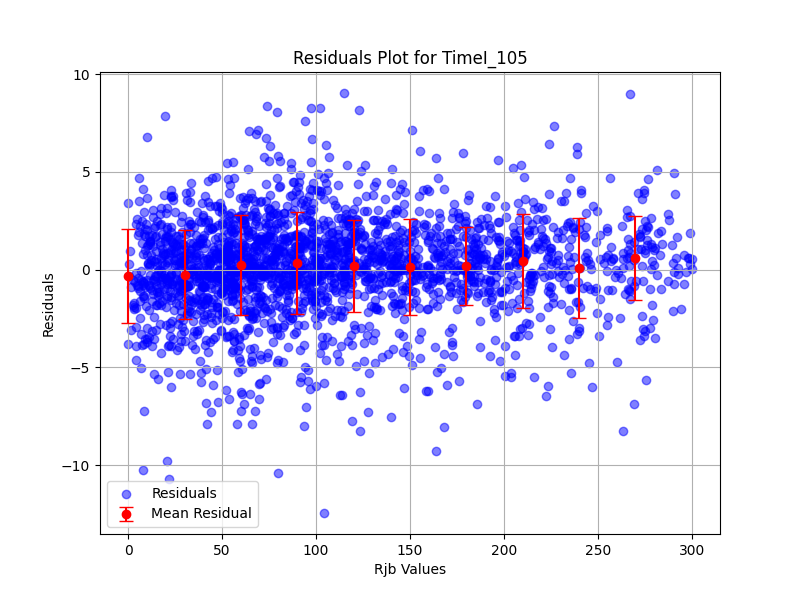 Residuals Plot for TimeI_105
10
5
0
−5
−10
Residuals
0
50
100
150
200
250
300
Rjb Values
Residuals
Mean Residual